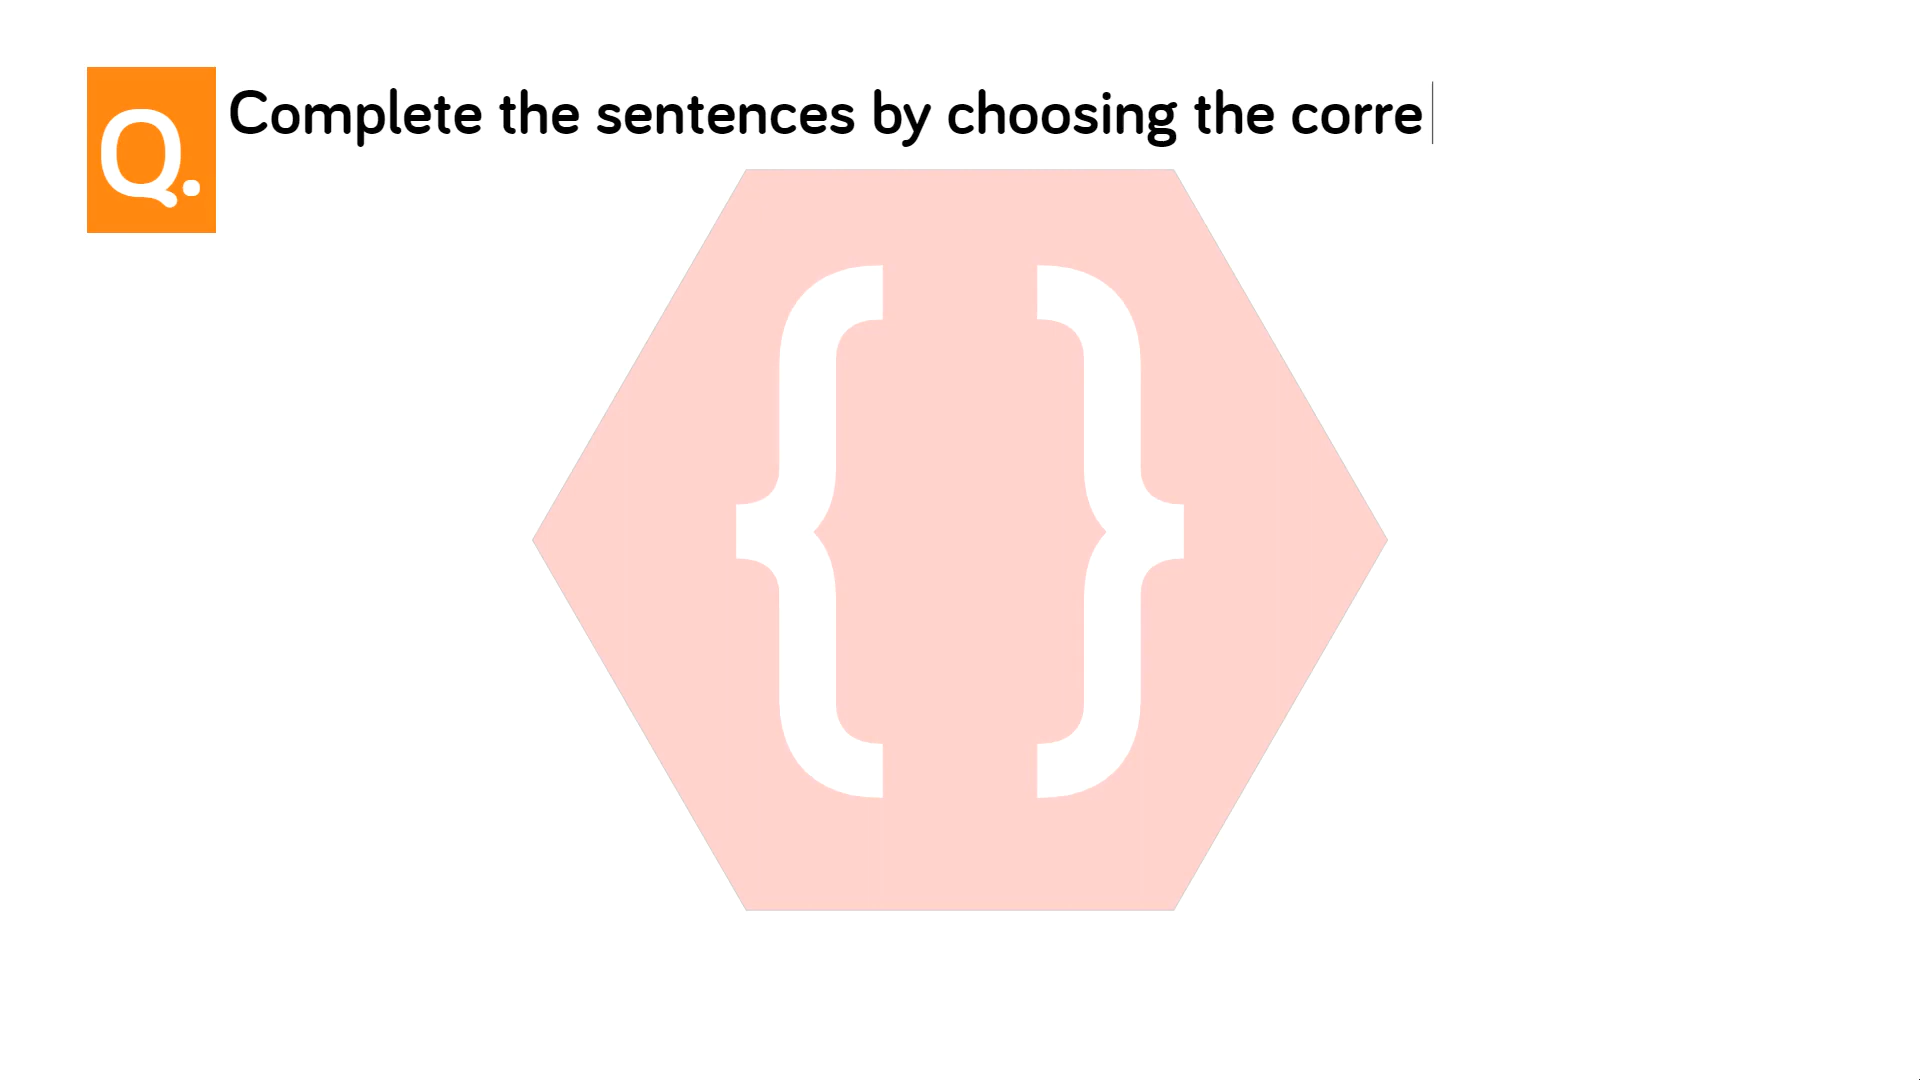 Q. Complete the sentences by choosing the corre
{ }